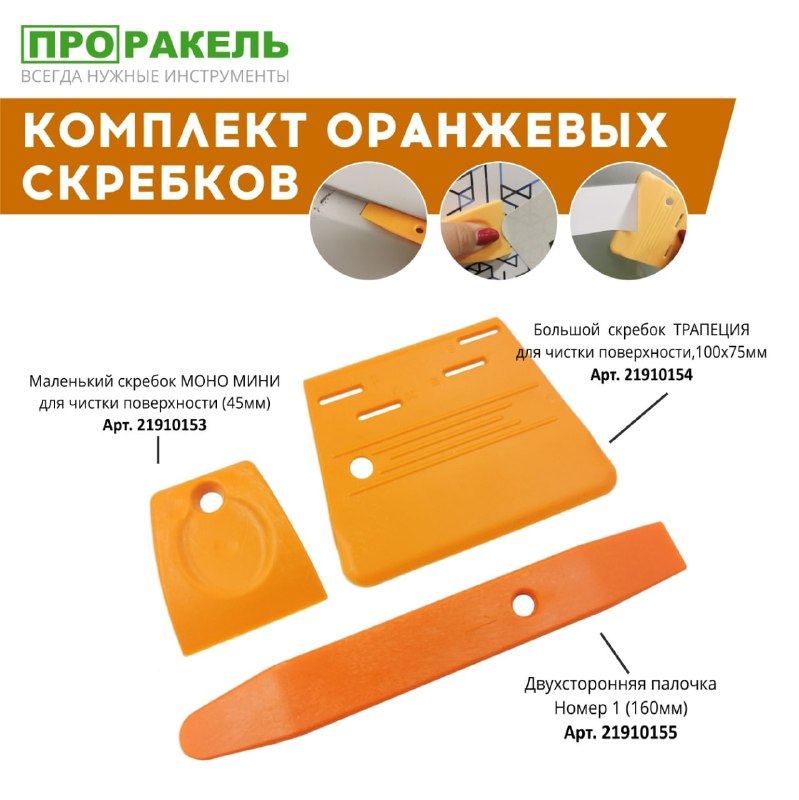 ПРОРАКЕЛЬ
ВСЕГДА НУЖНЫЕ ИНСТРУМЕНТЫ
КОМПЛЕКТ ОРАНЖЕВЫХ
СКРЕБКОВ
Большой скребок ТРАПЕЦИЯ
для чистки поверхности,100х75мм
Арт. 21910154
Маленький скребок МОНО МИНИ
для чистки поверхности (45мм)
Арт. 21910153
Двухсторонняя палочка
Номер 1 (160мм)
Арт. 21910155